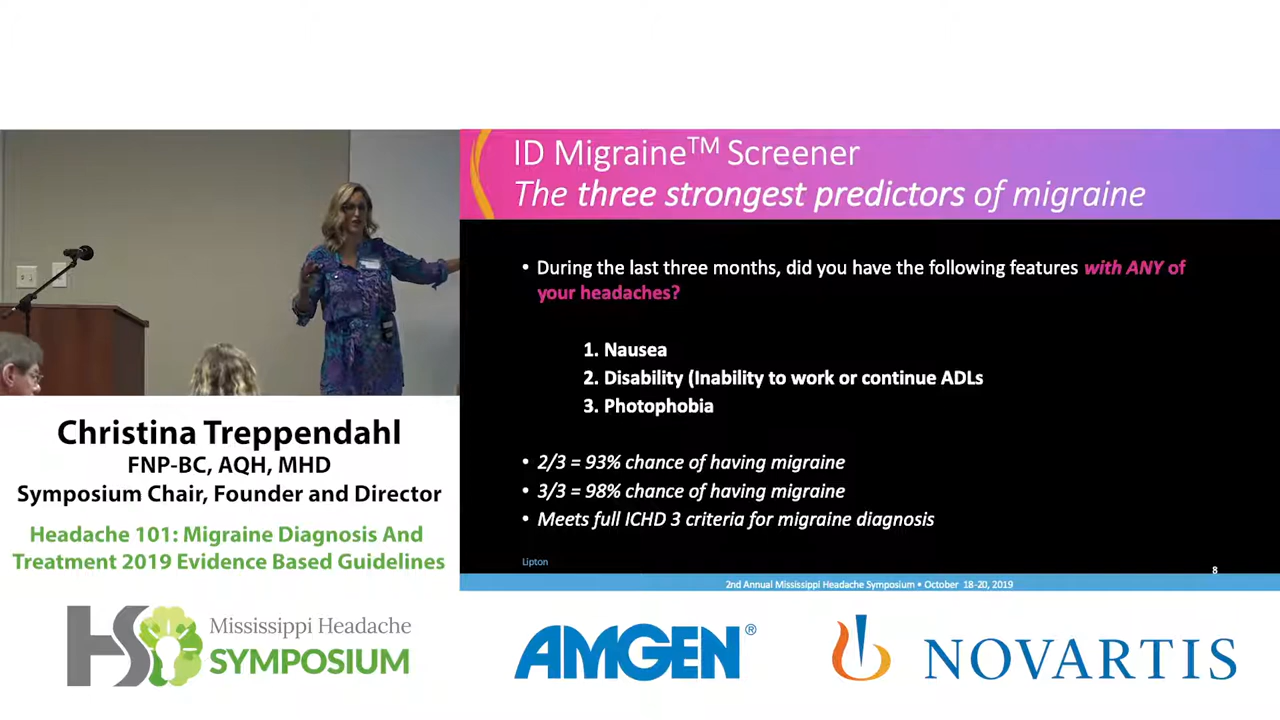 ID Migraine™ Screener
The three strongest predictors of migraine
• During the last three months, did you have the following features with ANY of
your headaches?
1. Nausea
2. Disability (Inability to work or continue ADLs
3. Photophobia
• 2/3 = 93% chance of having migraine
• 3/3 = 98% chance of having migraine
• Meets full ICHD 3 criteria for migraine diagnosis
Lipton
8
2nd Annual Mississippi Headache Symposium • October 18-20, 2019
Christina Treppendahl
FNP-BC, AQH, MHD
Symposium Chair, Founder and Director
Headache 101: Migraine Diagnosis And
Treatment 2019 Evidence Based Guidelines
HS
Mississippi Headache
SYMPOSIUM
AMGEN®
NOVARTIS